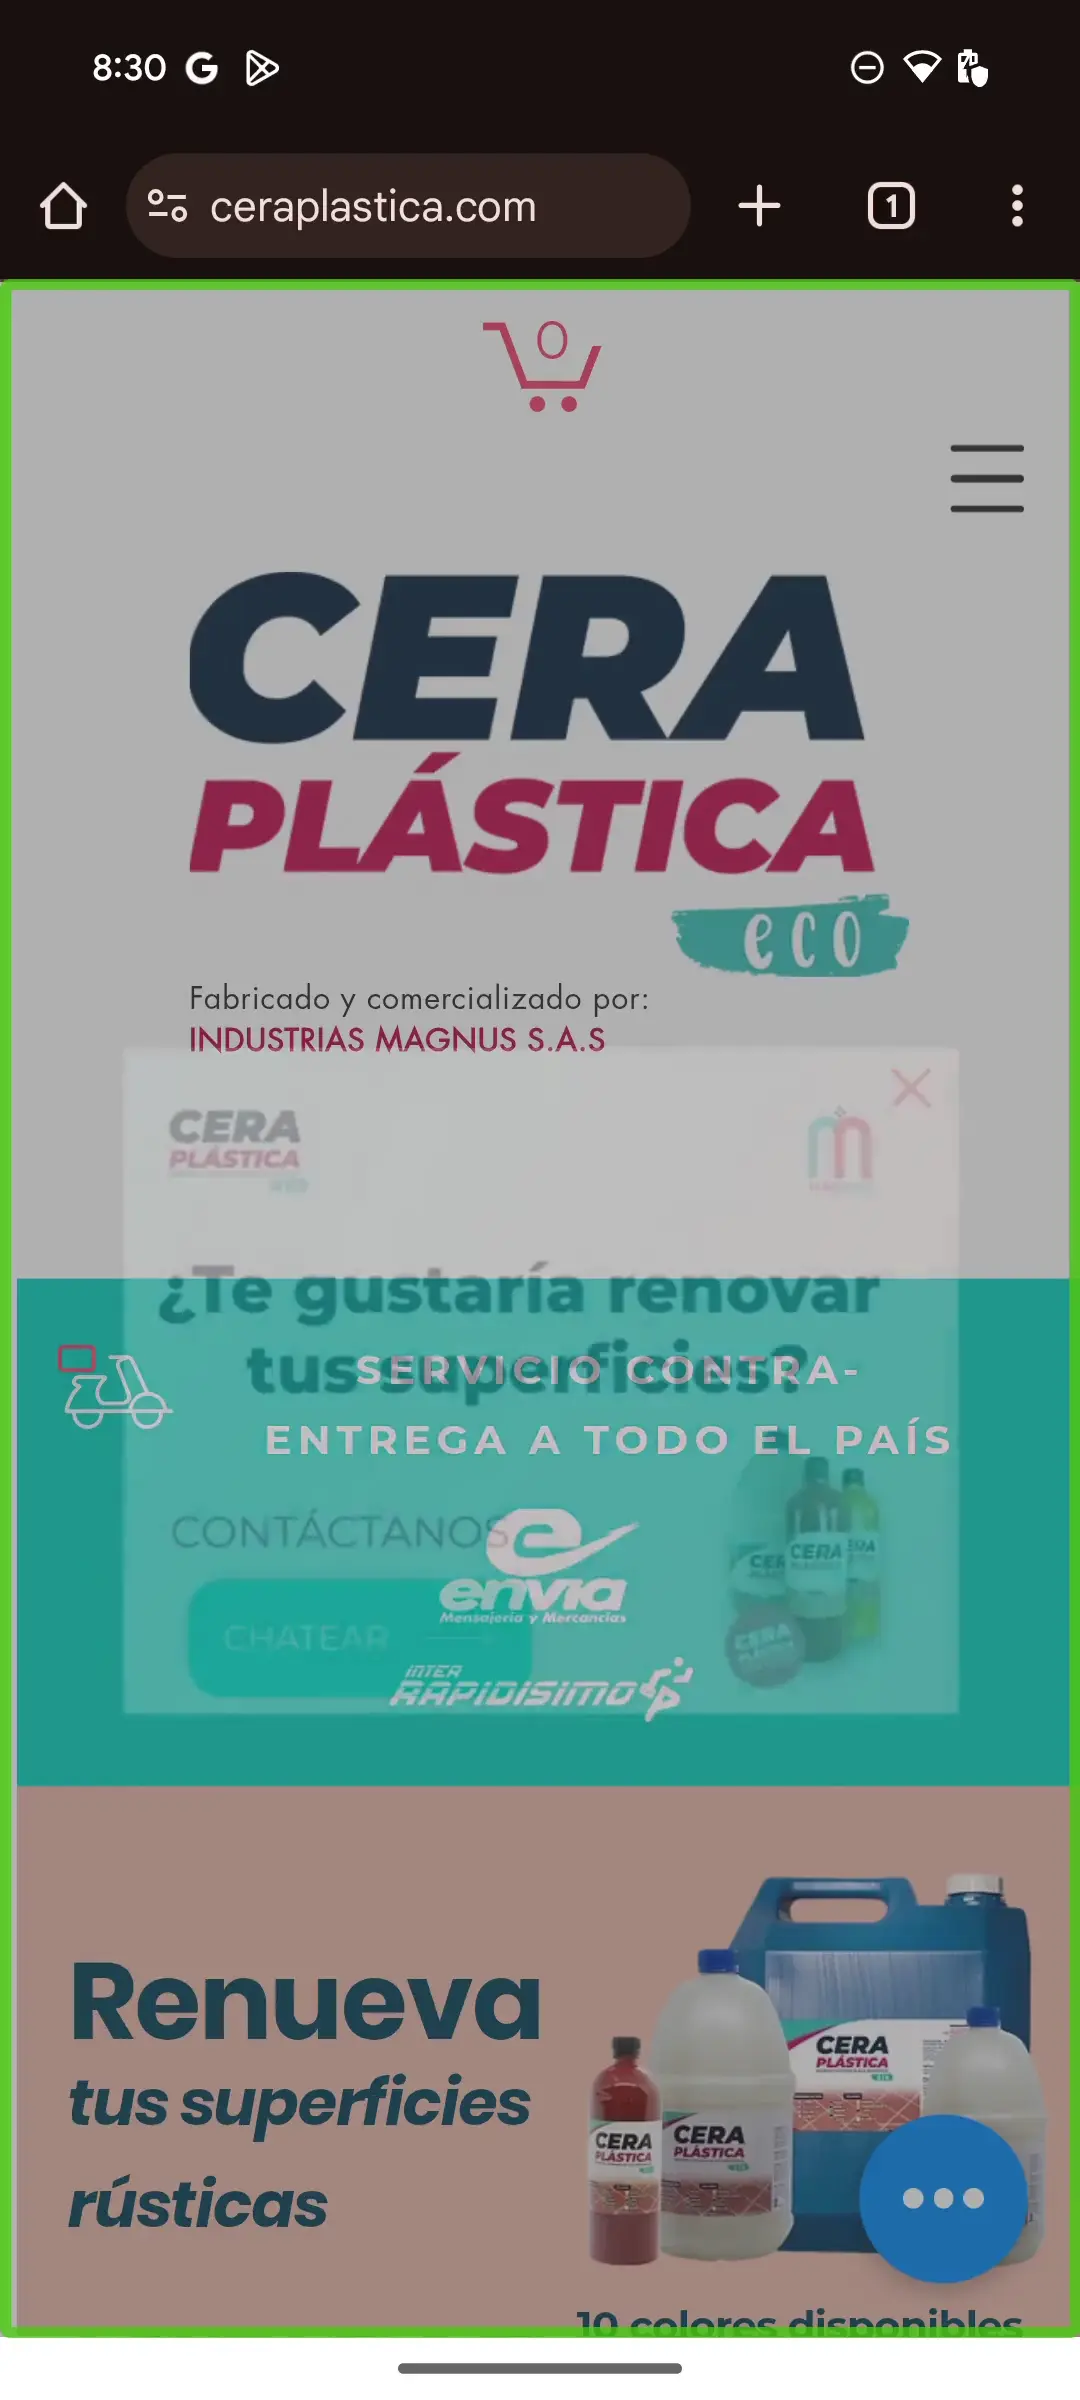 8:30
ceraplastica.com
1
0
CERA
PLÁSTICA
eco
Fabricado y comercializado por:
INDUSTRIAS MAGNUS S.A.S
CERA
PLÁSTICA
¿Te gustaría renovar
tus superficies?
SERVICIO CONTRA-
ENTREGA A TODO EL PAÍS
CONTÁCTANOS
envia
Mensajería y Mercancías
CHATEAR
INTER
RAPIDISIMO
CERA
CERA
Renueva
tus superficies
rústicas
CERA
PLÁSTICA
CERA
PLÁSTICA
CERA
PLÁSTICA
10 colores disponibles